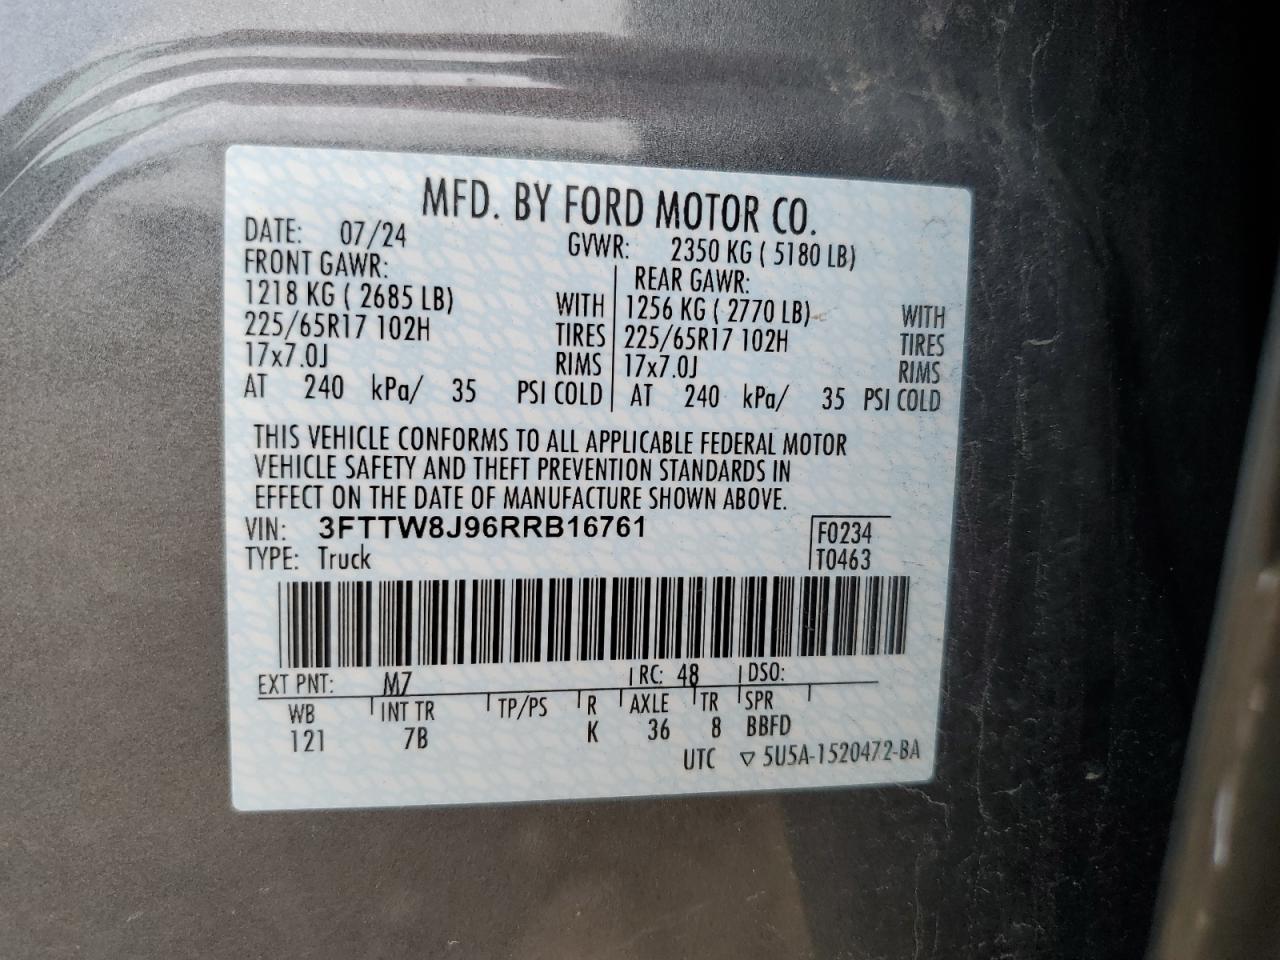 MFD. BY FORD MOTOR CO.
DATE: 07/24 GVWR: 2350 KG ( 5180 LB)
FRONT GAWR: REAR GAWR:
1218 KG ( 2685 LB) WITH 1256 KG ( 2770 LB) WITH
225/65R17 102H TIRES 225/65R17 102H TIRES
17x7.0J RIMS 17x7.0J RIMS
AT 240 kPa/ 35 PSI COLD AT 240 kPa/ 35 PSI COLD
THIS VEHICLE CONFORMS TO ALL APPLICABLE FEDERAL MOTOR
VEHICLE SAFETY AND THEFT PREVENTION STANDARDS IN
EFFECT ON THE DATE OF MANUFACTURE SHOWN ABOVE.
VIN: 3FTTW8J96RRB16761 F0234
TYPE: Truck T0463
EXT PNT: M7 RC: 48 DSO:
WB INT TR TP/PS R AXLE TR SPR
121 7B K 36 8 BBFD
UTC ▽ 5U5A-1520472-BA